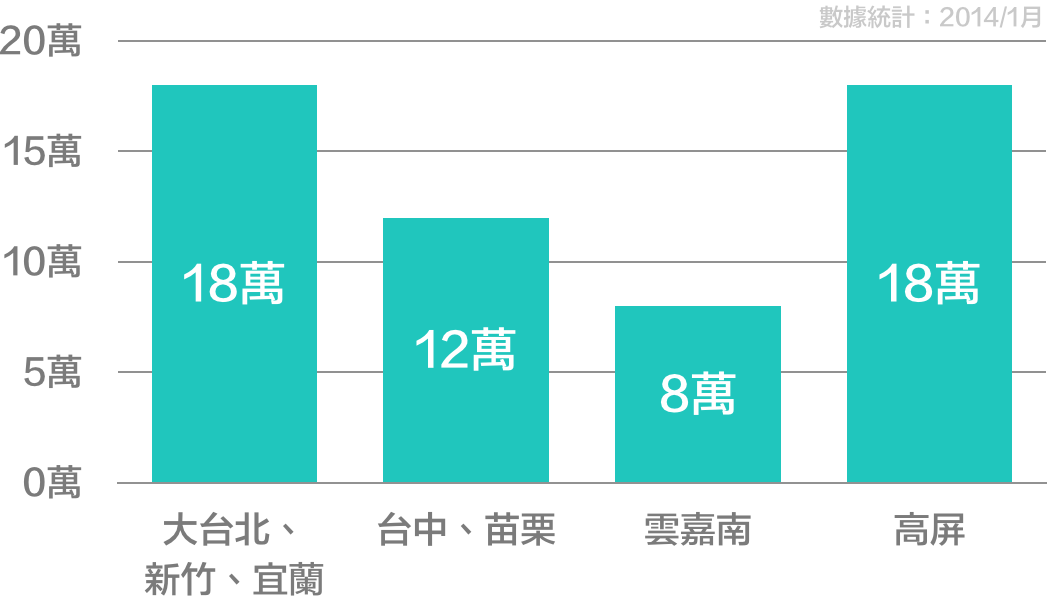 數據統計：2014/1月
20萬
15萬
10萬
5萬
0萬
18萬
12萬
8萬
18萬
大台北、
新竹、宜蘭
台中、苗栗
雲嘉南
高屏